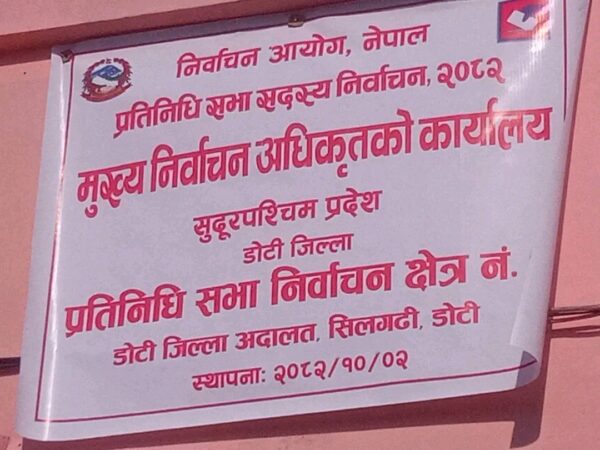 निर्वाचन आयोग, नेपाल
प्रतिनिधि सभा सदस्य निर्वाचन, २०८२
मुख्य निर्वाचन अधिकृतको कार्यालय
सुदूरपश्चिम प्रदेश
डोटी जिल्ला
प्रतिनिधि सभा निर्वाचन क्षेत्र नं.
डोटी जिल्ला अदालत, सिलगढी, डोटी
स्थापनाः २०८२/१०/०२